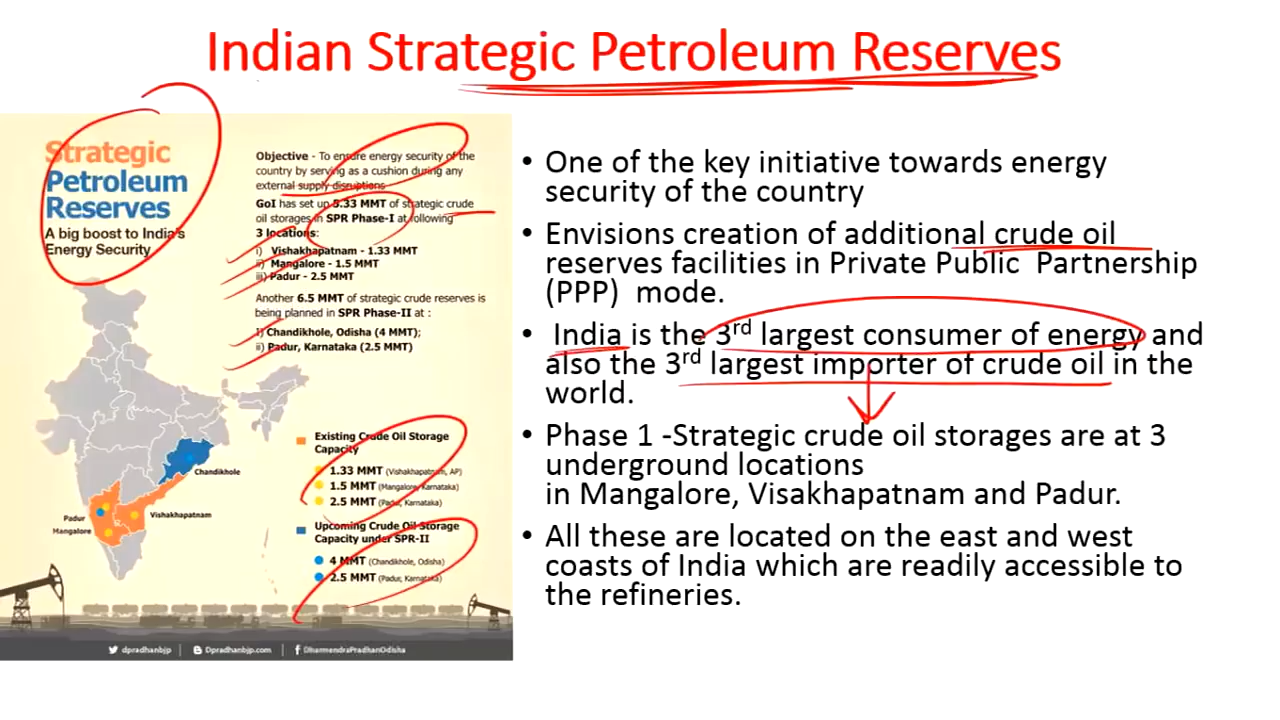 Indian Strategic Petroleum Reserves
Strategic
Petroleum
Reserves
A big boost to India's
Energy Security
Objective - To ensure energy security of the
country by serving as a cushion during any
external supply disruptions
GoI has set up 5.33 MMT of strategic crude
oil storages in SPR Phase-I at following
3 locations:
i) Vishakhapatnam - 1.33 MMT
ii) Mangalore - 1.5 MMT
iii) Padur - 2.5 MMT
Another 6.5 MMT of strategic crude reserves is
being planned in SPR Phase-II at :
i) Chandikhole, Odisha (4 MMT);
ii) Padur, Karnataka (2.5 MMT)
Existing Crude Oil Storage
Capacity
1.33 MMT (Vishakhapatnam, AP)
1.5 MMT (Mangalore, Karnataka)
2.5 MMT (Padur, Karnataka)
Upcoming Crude Oil Storage
Capacity under SPR-II
4 MMT (Chandikhole, Odisha)
2.5 MMT (Padur, Karnataka)
Chandikhole
Padur
Vishakhapatnam
Mangalore
dpradhanbjp
Dpradhanbjp.com
DharmendraPradhanOdisha
• One of the key initiative towards energy
security of the country
• Envisions creation of additional crude oil
reserves facilities in Private Public Partnership
(PPP) mode.
• India is the 3rd largest consumer of energy and
also the 3rd largest importer of crude oil in the
world.
• Phase 1 -Strategic crude oil storages are at 3
underground locations
in Mangalore, Visakhapatnam and Padur.
• All these are located on the east and west
coasts of India which are readily accessible to
the refineries.